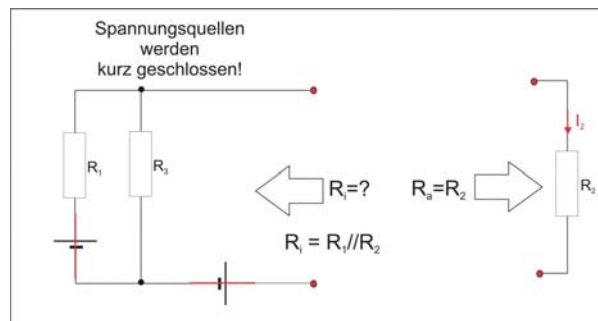 Spannungsquellen
werden
kurz geschlossen!
R₁
R₃
I₂
Rᵢ=?
Rₐ=R₂
R₂
Rᵢ = R₁//R₂